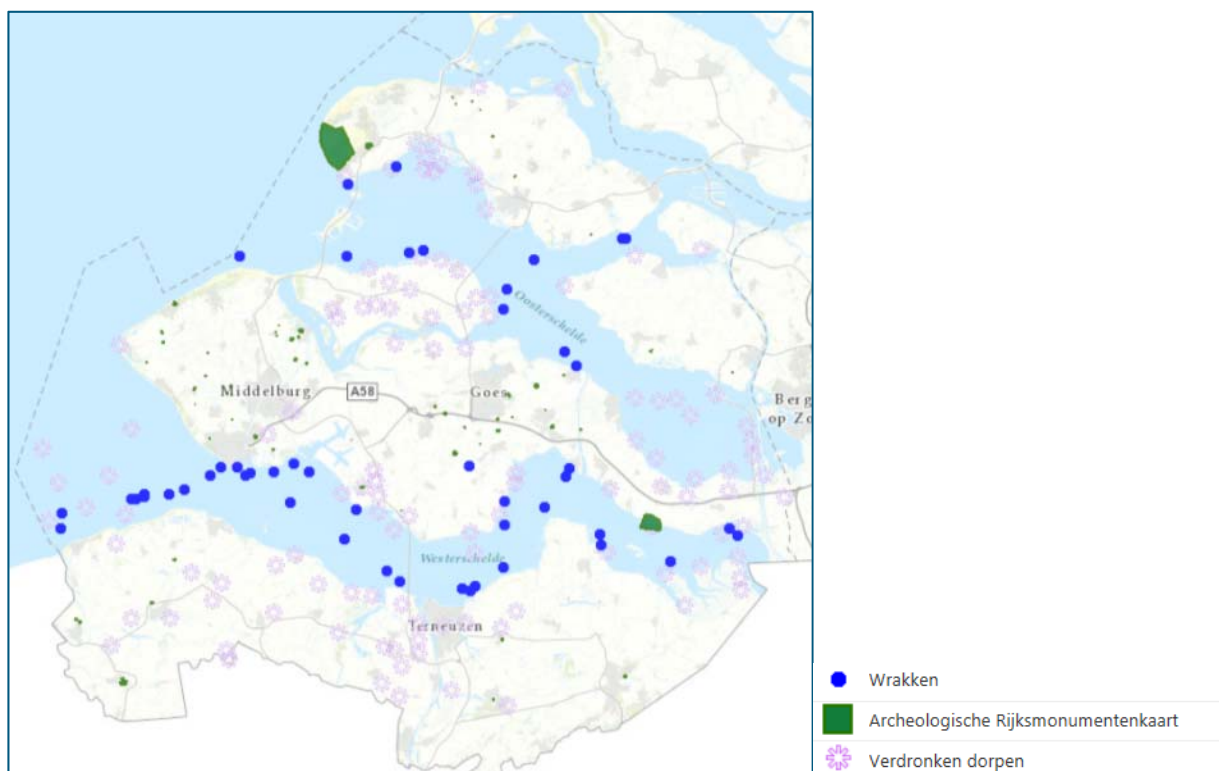 Oosterschelde
Middelburg
A58
Goes
Berg
op Zo
Westerschelde
Terneuzen
Wrakken
Archeologische Rijksmonumentenkaart
Verdronken dorpen